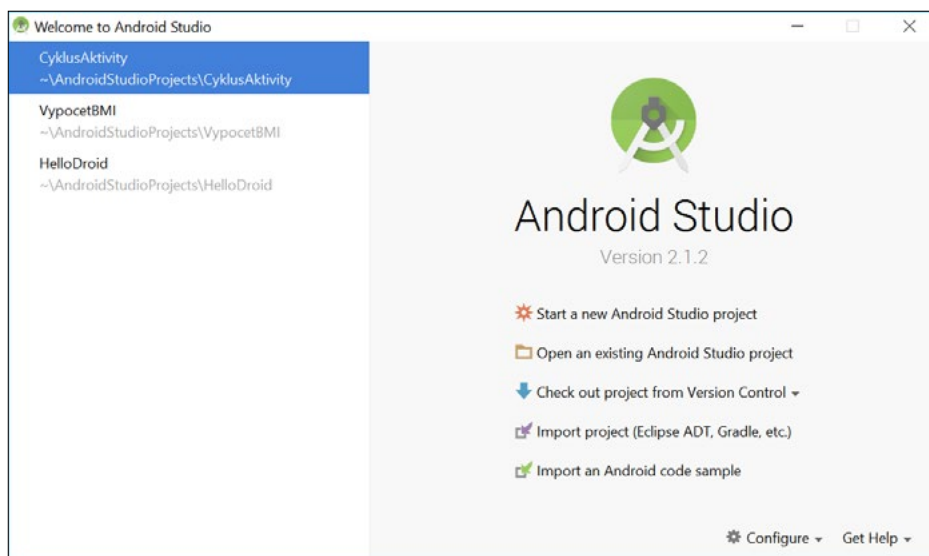 Welcome to Android Studio
CyklusAktivity
~\AndroidStudioProjects\CyklusAktivity
VypocetBMI
~\AndroidStudioProjects\VypocetBMI
HelloDroid
~\AndroidStudioProjects\HelloDroid
Android Studio
Version 2.1.2
Start a new Android Studio project
Open an existing Android Studio project
Check out project from Version Control
Import project (Eclipse ADT, Gradle, etc.)
Import an Android code sample
Configure Get Help